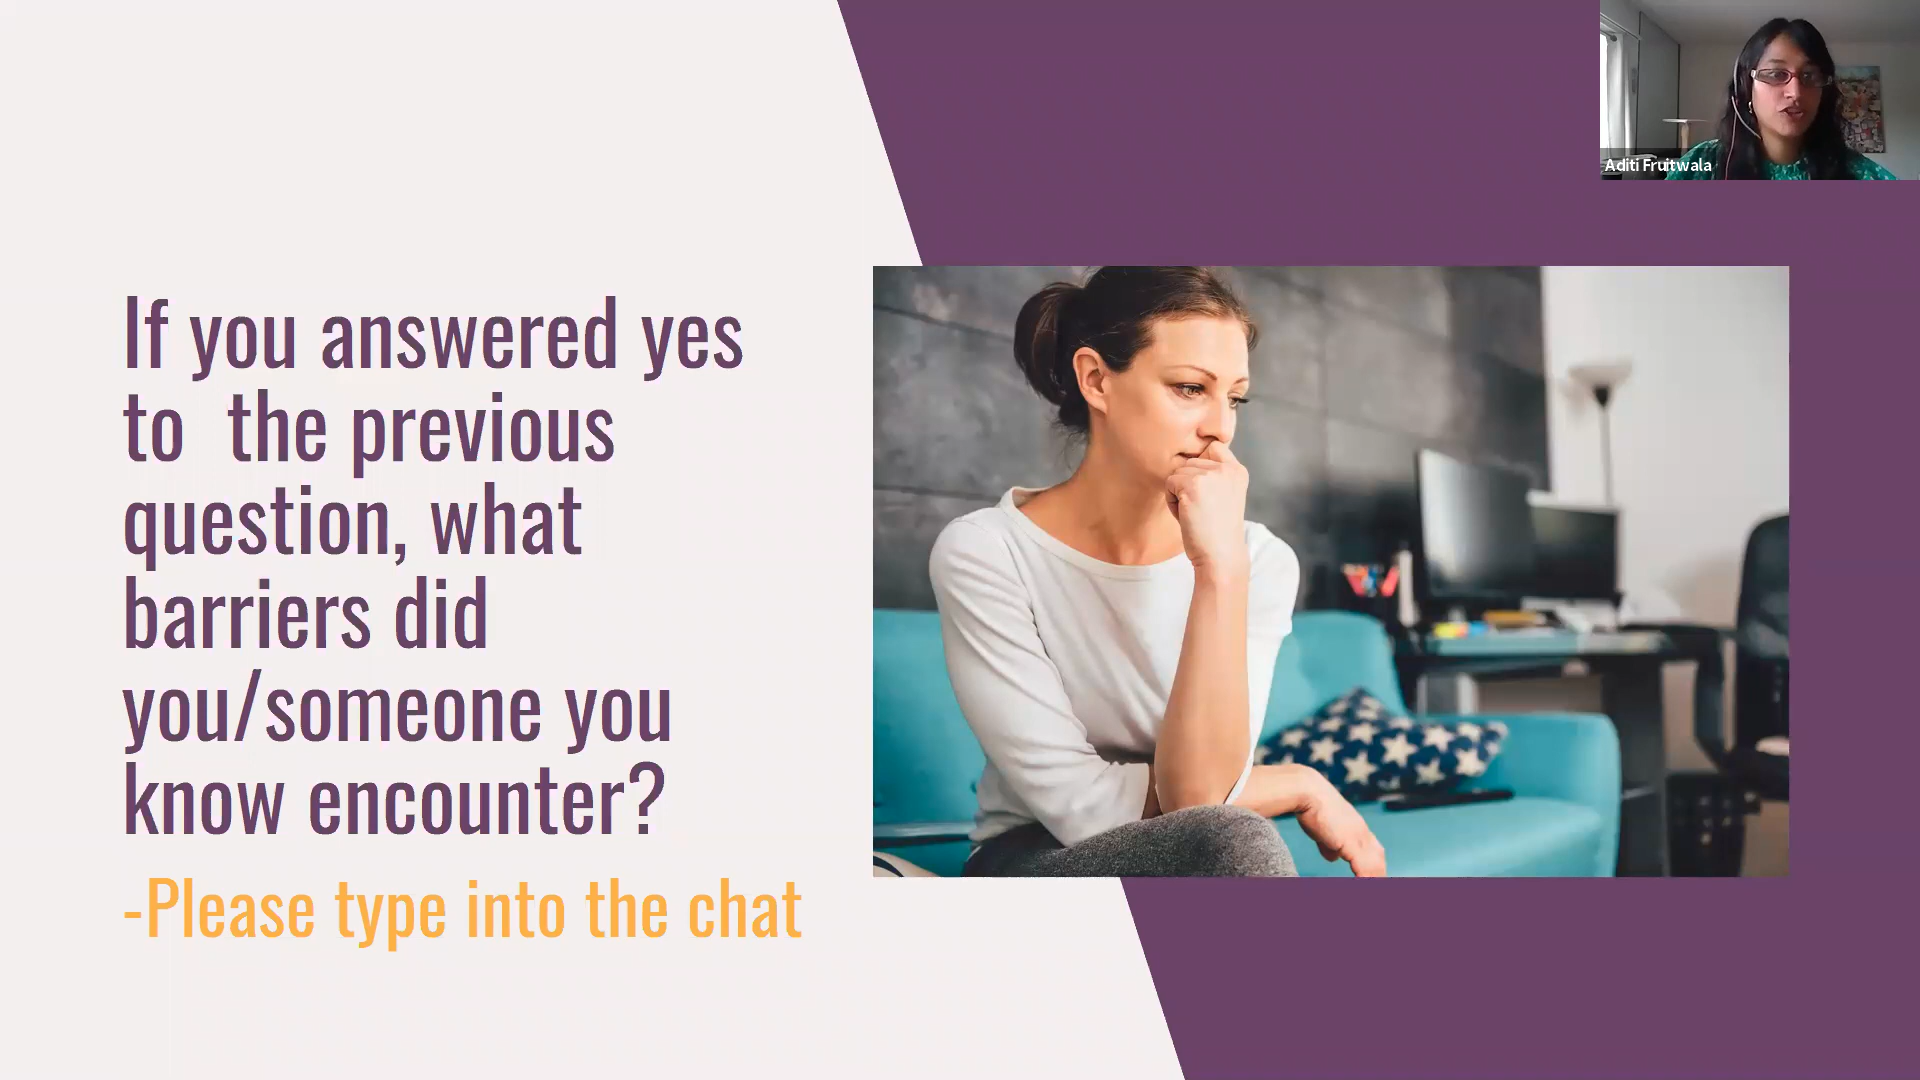 If you answered yes
to  the previous
question, what
barriers did
you/someone you
know encounter?
-Please type into the chat
Aditi Fruitwala